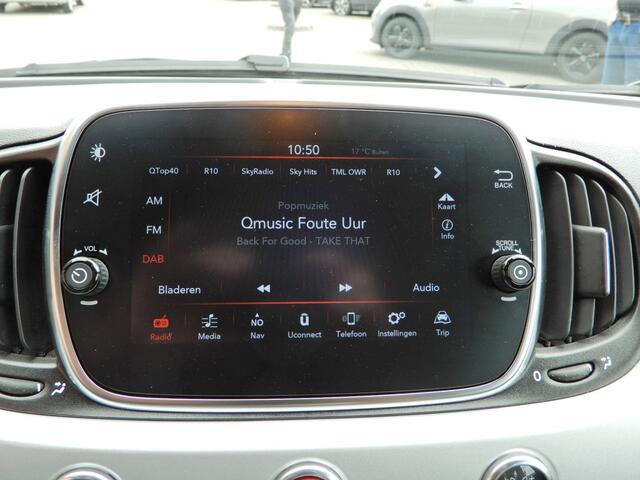 10:50 17 °C Buiten
QTop40 R10 SkyRadio Sky Hits TML OWR R10
BACK
AM
Popmuziek
Kaart
Qmusic Foute Uur
FM
Info
Back For Good - TAKE THAT
VOL
SCROLL
TUNE
DAB
Bladeren Audio
NO
Radio Media Nav Uconnect Telefoon Instellingen Trip
0